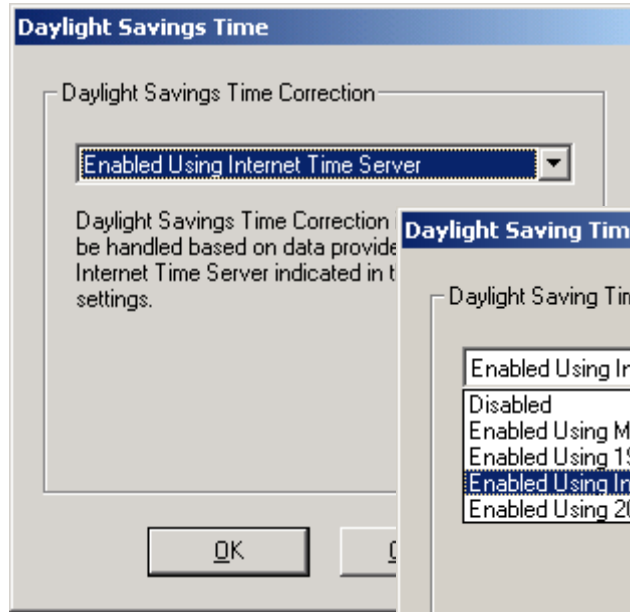 Daylight Savings Time
Daylight Savings Time Correction
Enabled Using Internet Time Server
Daylight Savings Time Correction
be handled based on data provide
Internet Time Server indicated in t
settings.
OK
Daylight Saving Tim
Daylight Saving Tim
Enabled Using In
Disabled
Enabled Using M
Enabled Using 19
Enabled Using In
Enabled Using 20